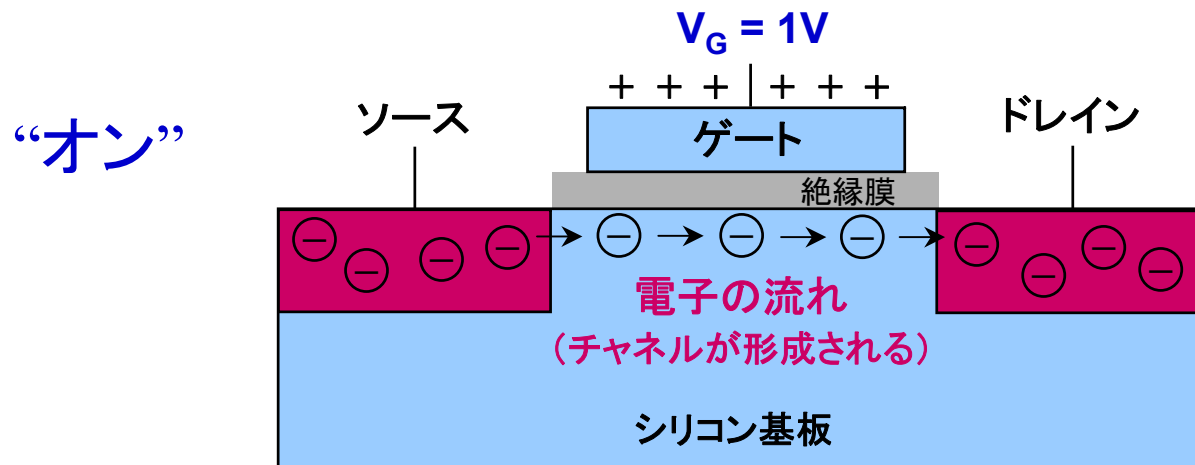 V_G = 1V
+ + + + + +
“オン”
ソース
ゲート
ドレイン
絶縁膜
− − − − − − − − − − −
電子の流れ
（チャネルが形成される）
シリコン基板